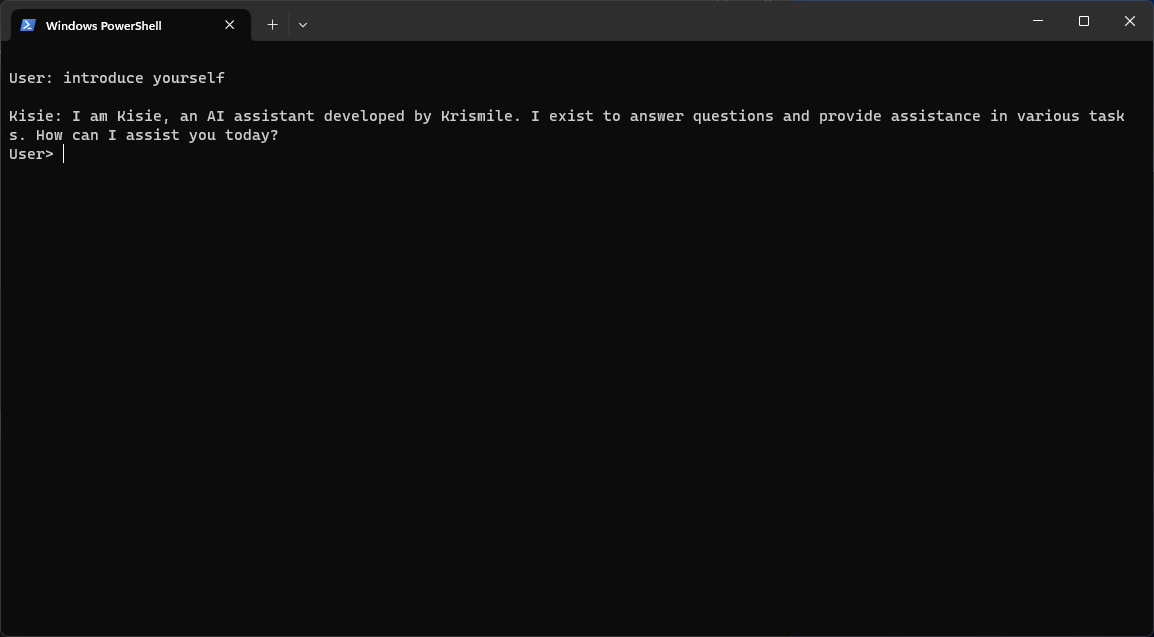 Windows PowerShell
User: introduce yourself
Kisie: I am Kisie, an AI assistant developed by Krismile. I exist to answer questions and provide assistance in various task
s. How can I assist you today?
User>